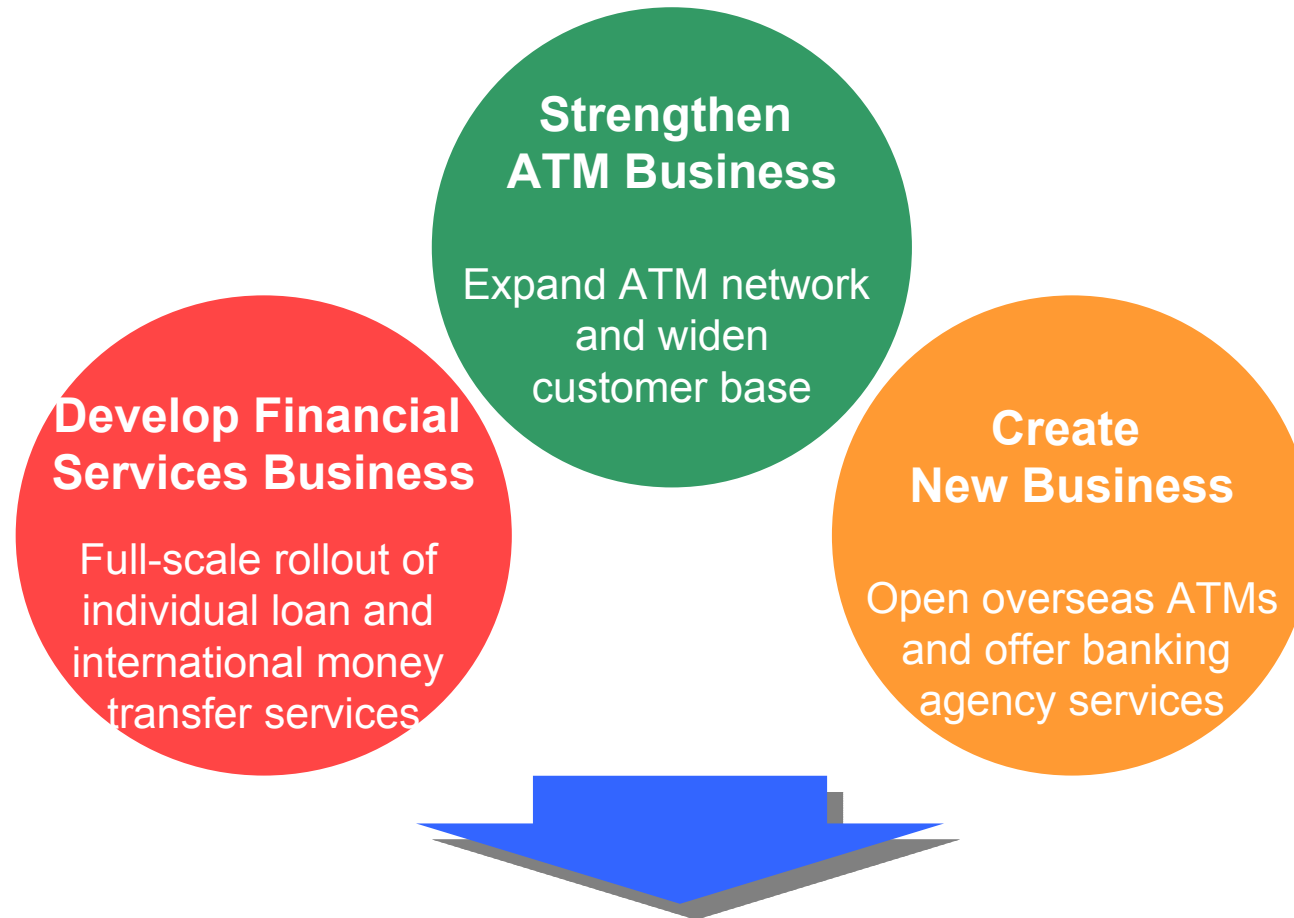 Strengthen
ATM Business
Expand ATM network
and widen
customer base
Develop Financial
Services Business
Full-scale rollout of
individual loan and
international money
transfer services
Create
New Business
Open overseas ATMs
and offer banking
agency services